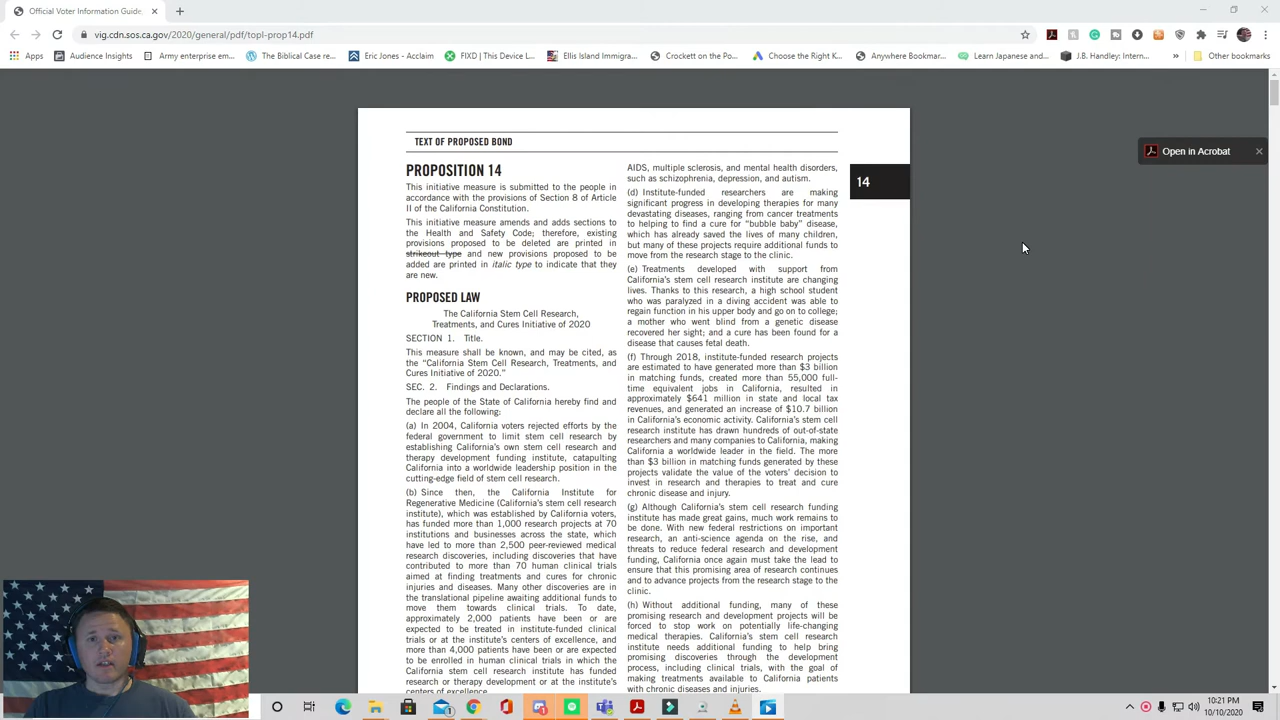 Official Voter Information Guide,
vig.cdn.sos.ca.gov/2020/general/pdf/topl-prop14.pdf
Apps
Audience Insights
Army enterprise em...
The Biblical Case re...
Eric Jones - Acclaim
FIXD | This Device L...
Ellis Island Immigra...
Crockett on the Po...
Choose the Right K...
Anywhere Bookmar...
Learn Japanese and...
J.B. Handley: Intern...
»
Other bookmarks
Open in Acrobat
TEXT OF PROPOSED BOND
14
PROPOSITION 14
This initiative measure is submitted to the people in
accordance with the provisions of Section 8 of Article
II of the California Constitution.
This initiative measure amends and adds sections to
the Health and Safety Code; therefore, existing
provisions proposed to be deleted are printed in
strikeout type and new provisions proposed to be
added are printed in italic type to indicate that they
are new.
PROPOSED LAW
The California Stem Cell Research,
Treatments, and Cures Initiative of 2020
SECTION 1. Title.
This measure shall be known, and may be cited, as
the “California Stem Cell Research, Treatments, and
Cures Initiative of 2020.”
SEC. 2. Findings and Declarations.
The people of the State of California hereby find and
declare all the following:
(a) In 2004, California voters rejected efforts by the
federal government to limit stem cell research by
establishing California’s own stem cell research and
therapy development funding institute, catapulting
California into a worldwide leadership position in the
cutting-edge field of stem cell research.
(b) Since then, the California Institute for
Regenerative Medicine (California’s stem cell research
institute), which was established by California voters,
has funded more than 1,000 research projects at 70
institutions and businesses across the state, which
have led to more than 2,500 peer-reviewed medical
research discoveries, including discoveries that have
contributed to more than 70 human clinical trials
aimed at finding treatments and cures for chronic
injuries and diseases. Many other discoveries are in
the translational pipeline awaiting additional funds to
move them towards clinical trials. To date,
approximately 2,000 patients have been or are
expected to be treated in institute-funded clinical
trials or at the institute’s centers of excellence, and
more than 4,000 patients have been or are expected
to be enrolled in human clinical trials in which the
California stem cell research institute has funded
research or therapy development or at the institute’s
centers of excellence.
AIDS, multiple sclerosis, and mental health disorders,
such as schizophrenia, depression, and autism.
(d) Institute-funded researchers are making
significant progress in developing therapies for many
devastating diseases, ranging from cancer treatments
to helping to find a cure for “bubble baby” disease,
which has already saved the lives of many children,
but many of these projects require additional funds to
move from the research stage to the clinic.
(e) Treatments developed with support from
California’s stem cell research institute are changing
lives. Thanks to this research, a high school student
who was paralyzed in a diving accident was able to
regain function in his upper body and go on to college;
a mother who went blind from a genetic disease
recovered her sight; and a cure has been found for a
disease that causes fetal death.
(f) Through 2018, institute-funded research projects
are estimated to have generated more than $3 billion
in matching funds, created more than 55,000 full-
time equivalent jobs in California, resulted in
approximately $641 million in state and local tax
revenues, and generated an increase of $10.7 billion
in California’s economic activity. California’s stem cell
research institute has drawn hundreds of out-of-state
researchers and many companies to California, making
California a worldwide leader in the field. The more
than $3 billion in matching funds generated by these
projects validate the value of the voters’ decision to
invest in research and therapies to treat and cure
chronic disease and injury.
(g) Although California’s stem cell research funding
institute has made great gains, much work remains to
be done. With new federal restrictions on important
research, an anti-science agenda on the rise, and
threats to reduce federal research and development
funding, California once again must take the lead to
ensure that this promising area of research continues
and to advance projects from the research stage to the
clinic.
(h) Without additional funding, many of these
promising research and development projects will be
forced to stop work on potentially life-changing
medical therapies. California’s stem cell research
institute needs additional funding to help bring
promising discoveries through the development
process, including clinical trials, with the goal of
making treatments available to California patients
with chronic diseases and injuries.
10:21 PM
10/10/2020